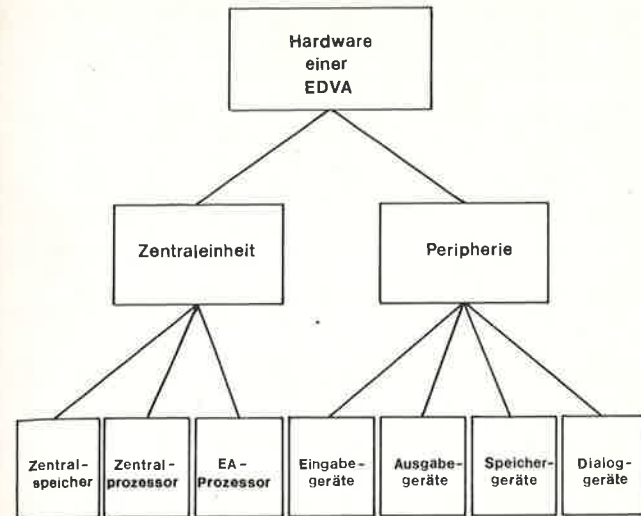 Hardware
einer
EDVA
Zentraleinheit
Peripherie
Zentral-
speicher
Zentral-
prozessor
EA-
Prozessor
Eingabe-
geräte
Ausgabe-
geräte
Speicher-
geräte
Dialog-
geräte